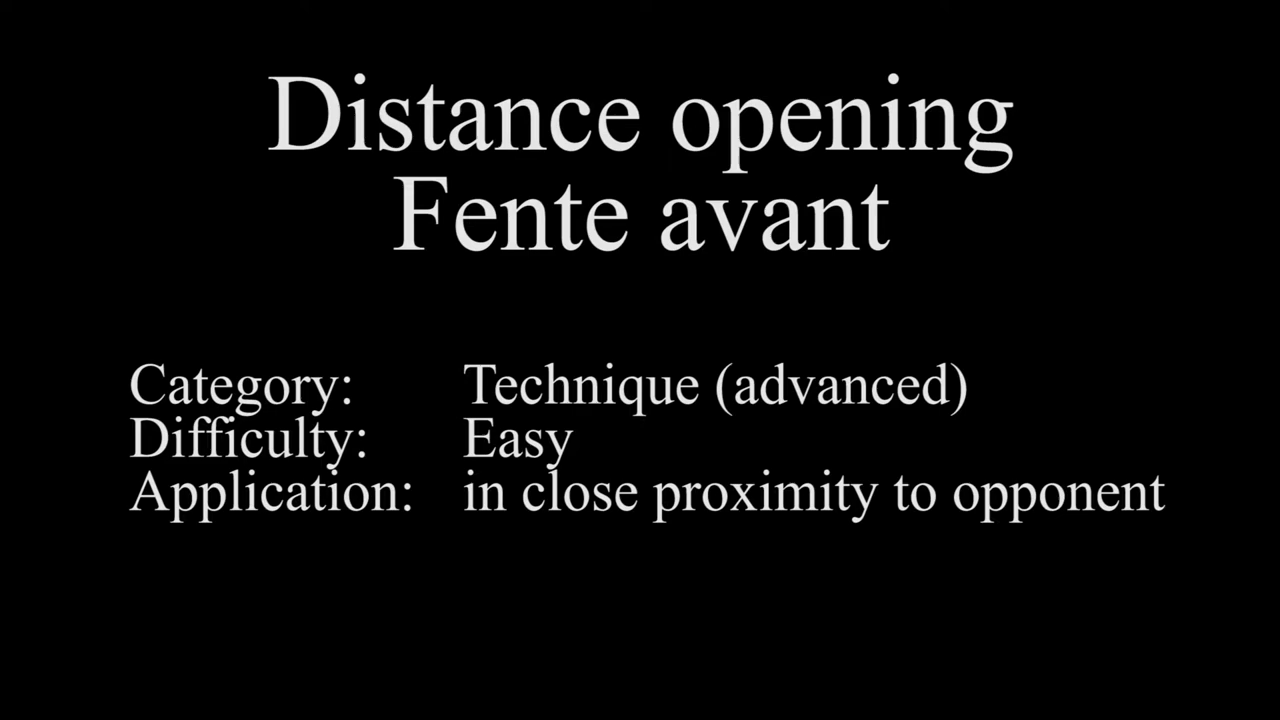 Distance opening
Fente avant
Category: Technique (advanced)
Difficulty: Easy
Application: in close proximity to opponent